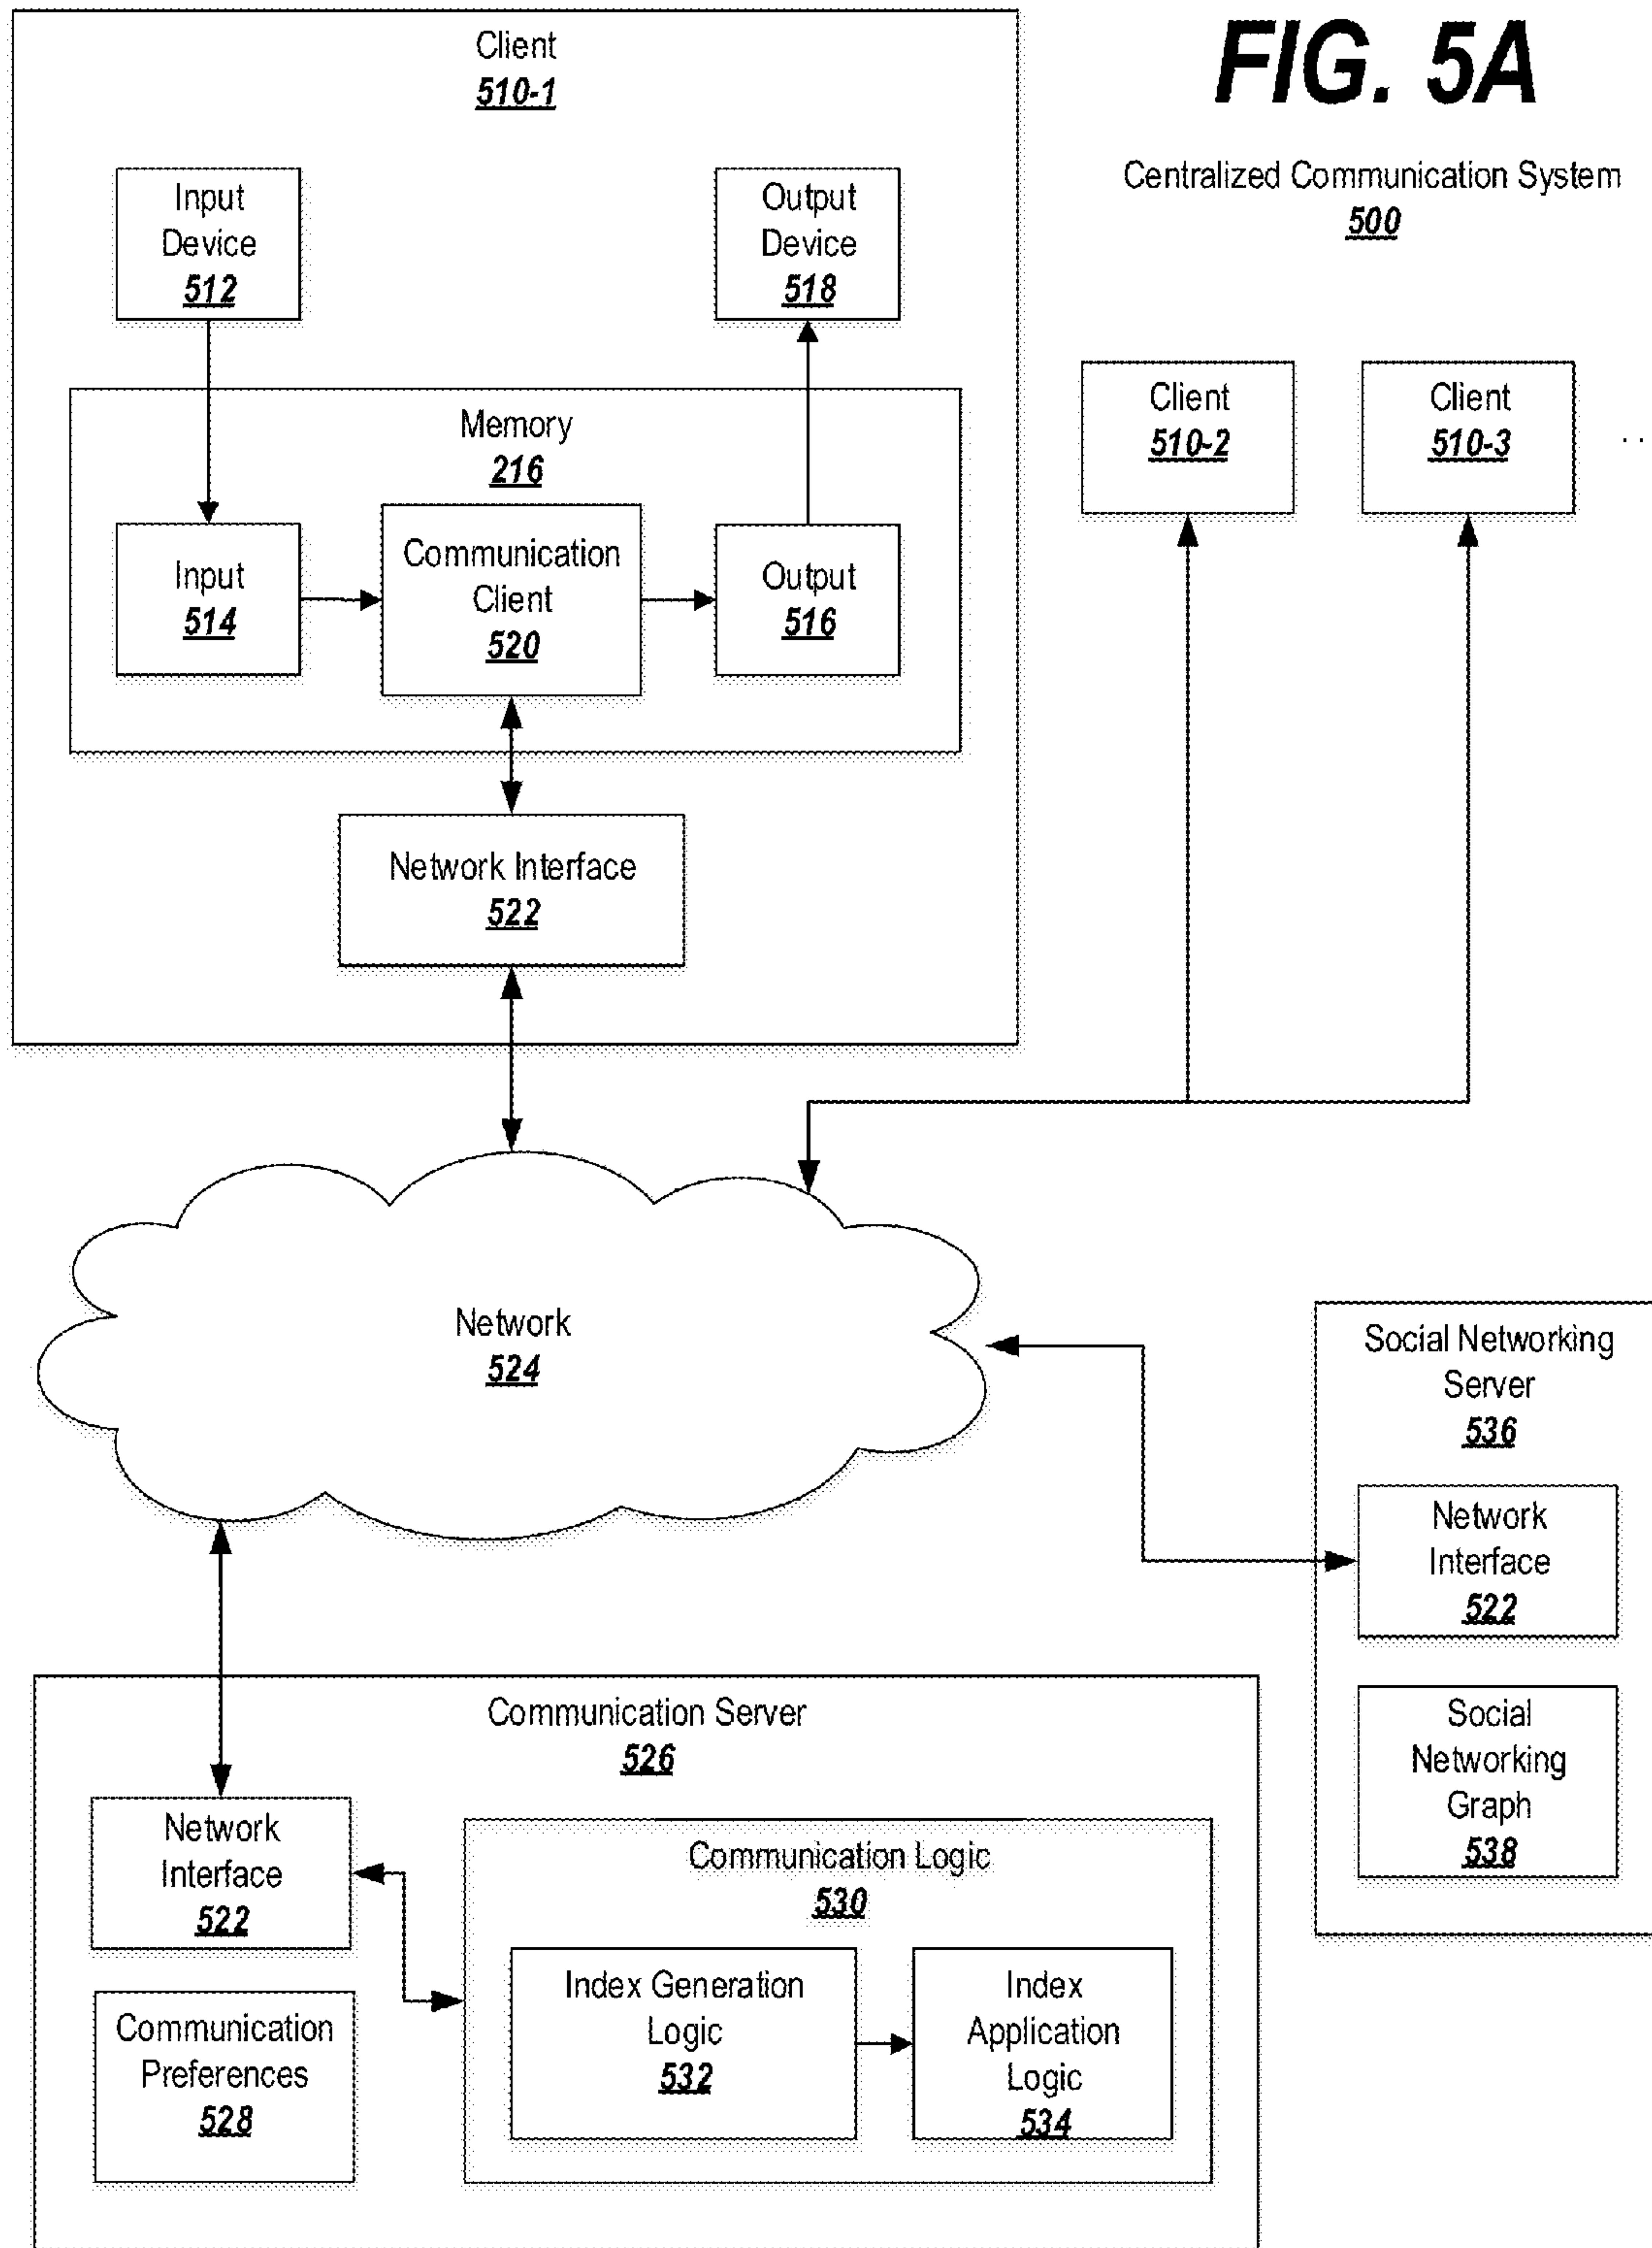 FIG. 5A
Centralized Communication System
500
Client
510-1
Input
Device
512
Output
Device
518
Memory
216
Input
514
Communication
Client
520
Output
516
Network Interface
522
Client
510-2
Client
510-3
. .
Network
524
Social Networking
Server
536
Network
Interface
522
Social
Networking
Graph
538
Communication Server
526
Network
Interface
522
Communication
Preferences
528
Communication Logic
530
Index Generation
Logic
532
Index
Application
Logic
534